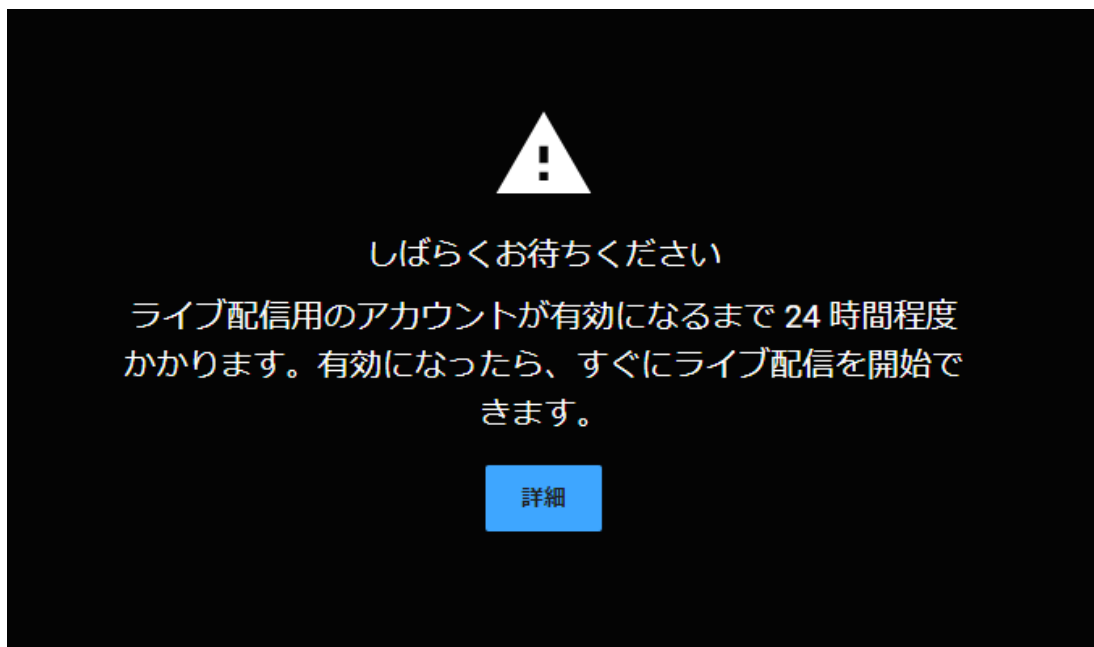 しばらくお待ちください
ライブ配信用のアカウントが有効になるまで 24 時間程度
かかります。有効になったら、すぐにライブ配信を開始で
きます。
詳細